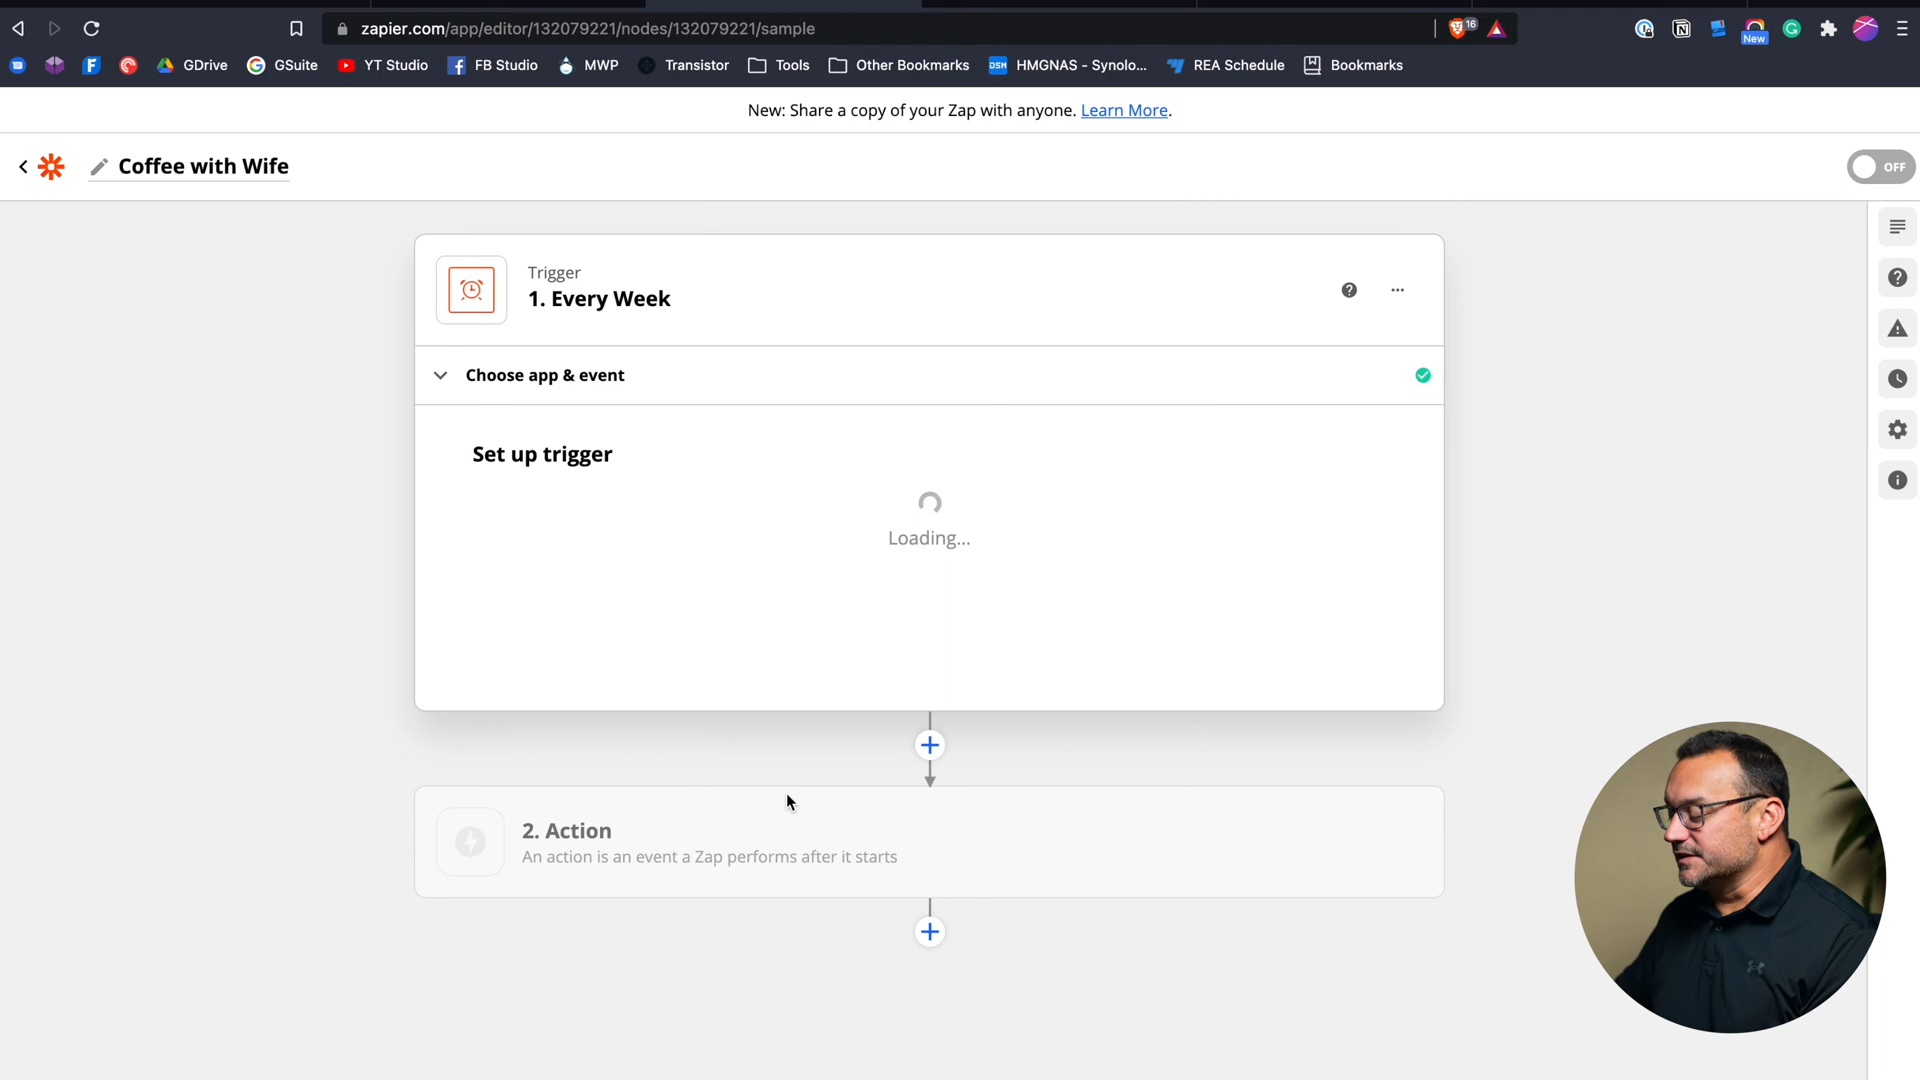 zapier.com/app/editor/132079221/nodes/132079221/sample
16
New
GDrive
GSuite
YT Studio
FB Studio
MWP
Transistor
Tools
Other Bookmarks
DSM
HMGNAS - Synolo...
REA Schedule
Bookmarks
New: Share a copy of your Zap with anyone. Learn More.
Coffee with Wife
OFF
Trigger
1. Every Week
Choose app & event
Set up trigger
Loading...
2. Action
An action is an event a Zap performs after it starts